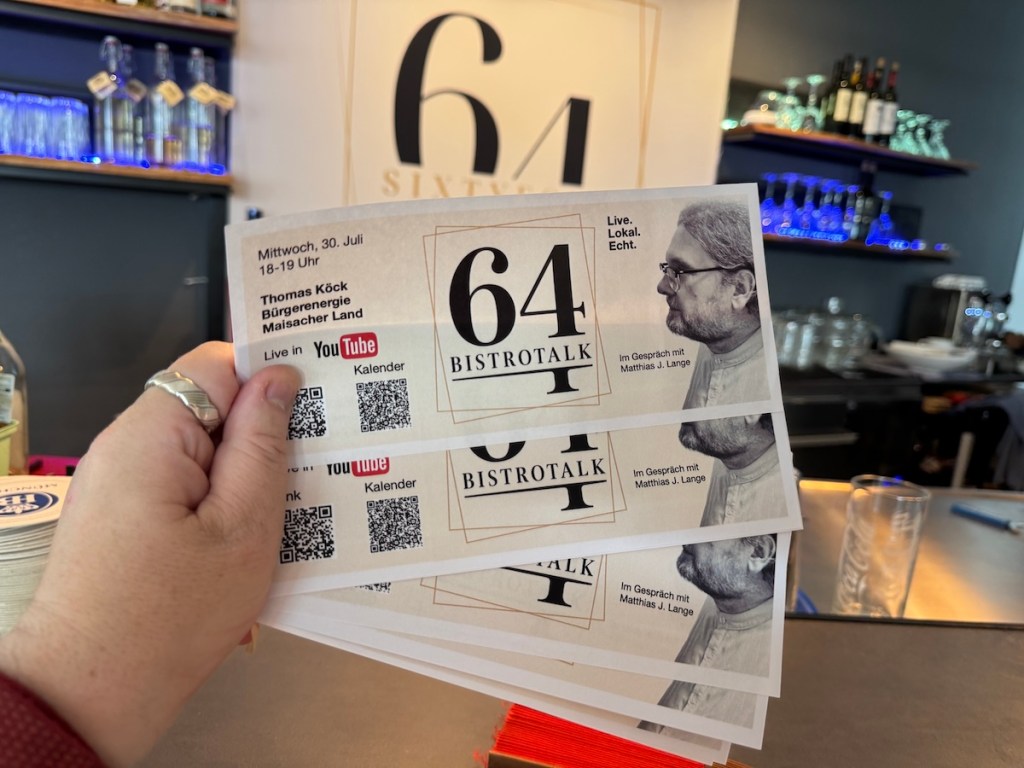 64
Mittwoch, 30. Juli
18-19 Uhr
Thomas Köck
Bürgerenergie
Maisacher Land
Live in YouTube
Kalender
64
BISTROTALK
Live.
Lokal.
Echt.
Im Gespräch mit
Matthias J. Lange
YouTube
Kalender
BISTROTALK
Im Gespräch mit
Matthias J. Lange
Im Gespräch mit
Matthias J. Lange